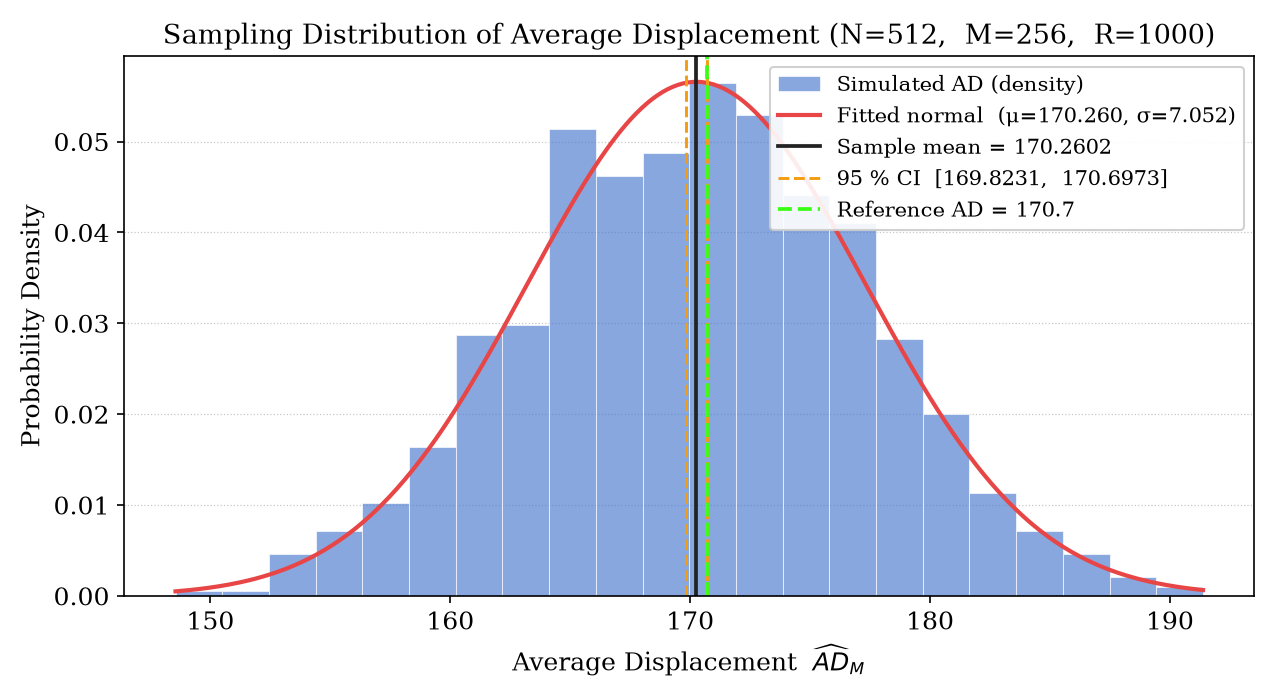 Sampling Distribution of Average Displacement (N=512, M=256, R=1000)
Simulated AD (density)
Fitted normal (μ=170.260, σ=7.052)
Sample mean = 170.2602
95 % CI [169.8231, 170.6973]
Reference AD = 170.7
Probability Density
0.05
0.04
0.03
0.02
0.01
0.00
150 160 170 180 190
Average Displacement $\widehat{AD}_M$